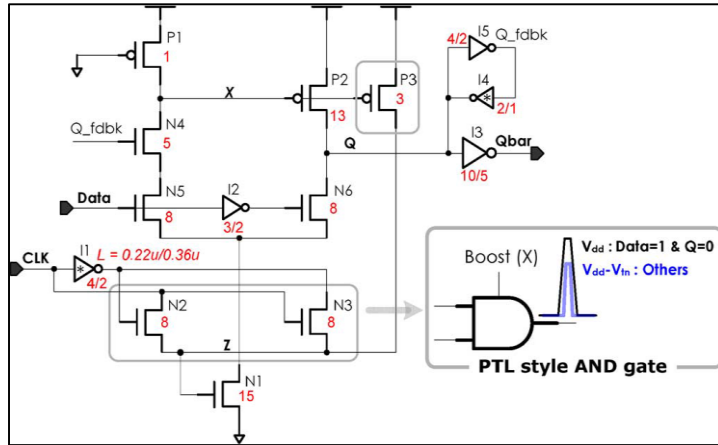 P1
1
X
P2
13
P3
3
4/2
I5
Q_fdbk
I4
*
2/1
Q_fdbk
N4
5
Q
I3
Qbar
10/5
Data
N5
8
I2
3/2
N6
8
CLK
I1
L = 0.22u/0.36u
*
4/2
N2
8
N3
8
Z
N1
15
Boost (X)
Vdd : Data=1 & Q=0
Vdd-Vtn : Others
PTL style AND gate